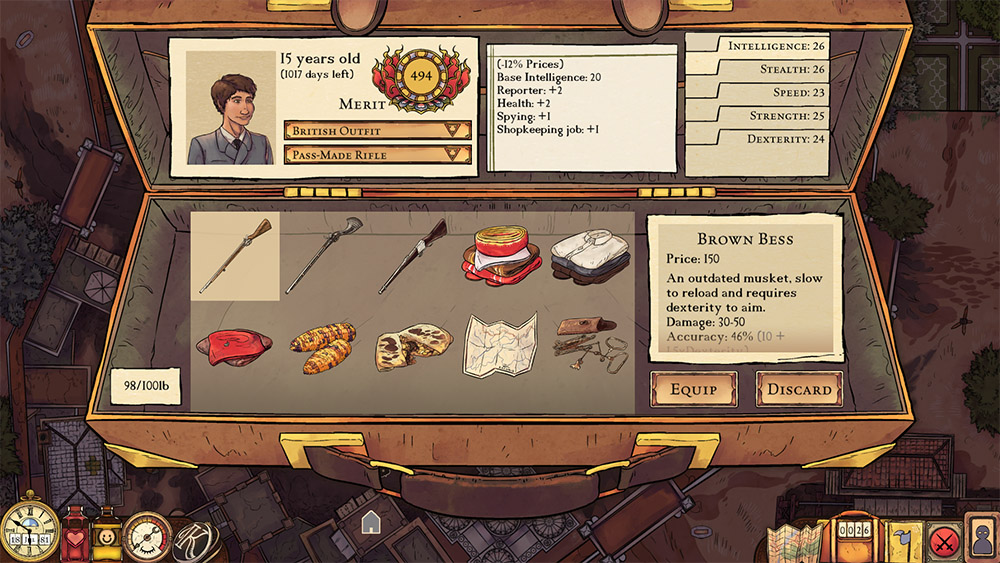 15 years old
(1017 days left)
494
Merit
British Outfit
Pass-Made Rifle
(-12% Prices)
Base Intelligence: 20
Reporter: +2
Health: +2
Spying: +1
Shopkeeping job: +1
Intelligence: 26
Stealth: 26
Speed: 23
Strength: 25
Dexterity: 24
Brown Bess
Price: 150
An outdated musket, slow
to reload and requires
dexterity to aim.
Damage: 30-50
Accuracy: 46% (10 +
1.5xDexterity)
98/100lb
Equip
Discard
0026